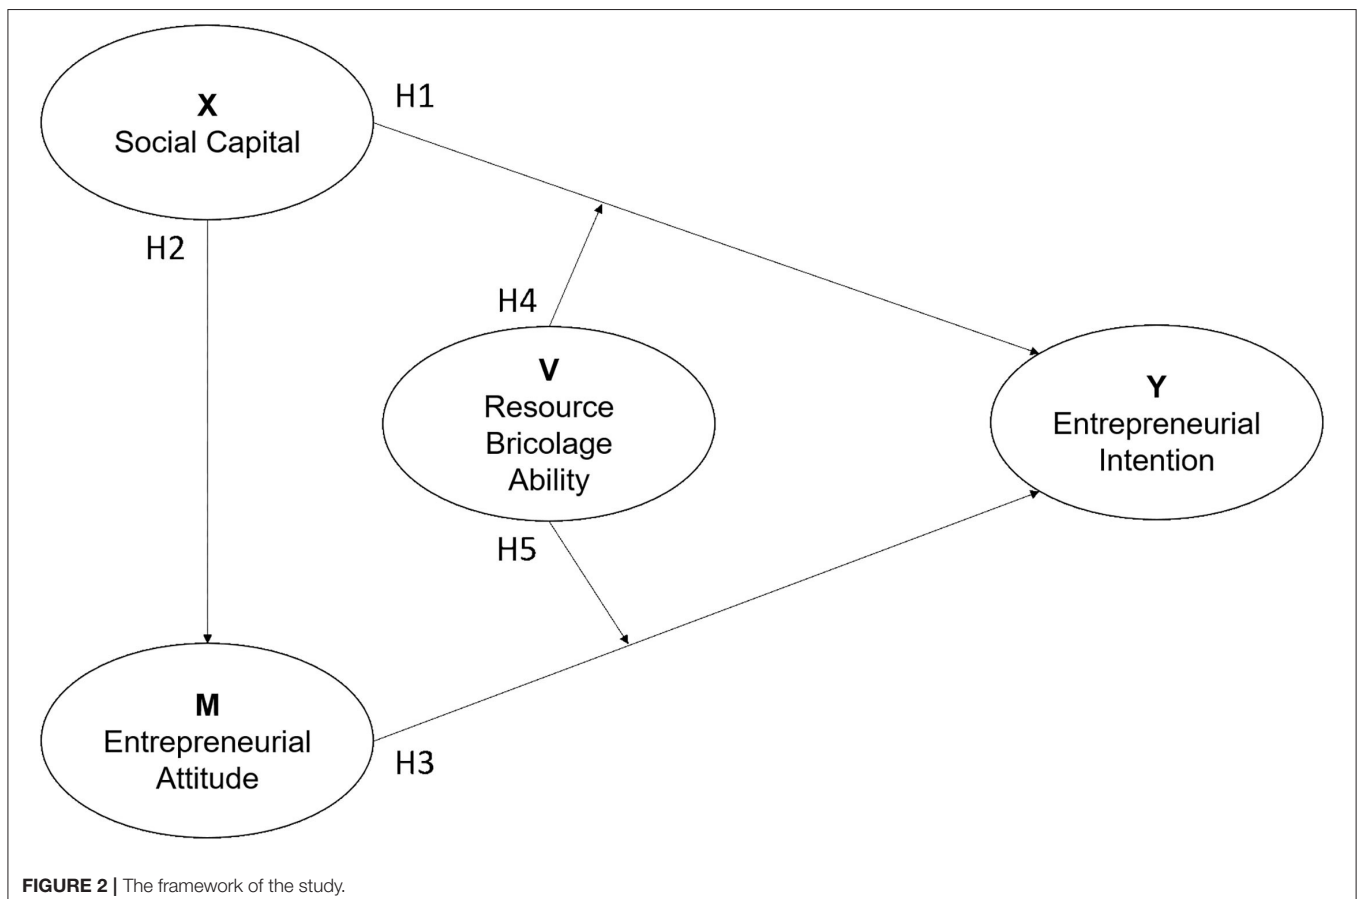 X
Social Capital
H1
H2
H4
V
Resource
Bricolage
Ability
Y
Entrepreneurial
Intention
H5
M
Entrepreneurial
Attitude
H3
FIGURE 2 | The framework of the study.